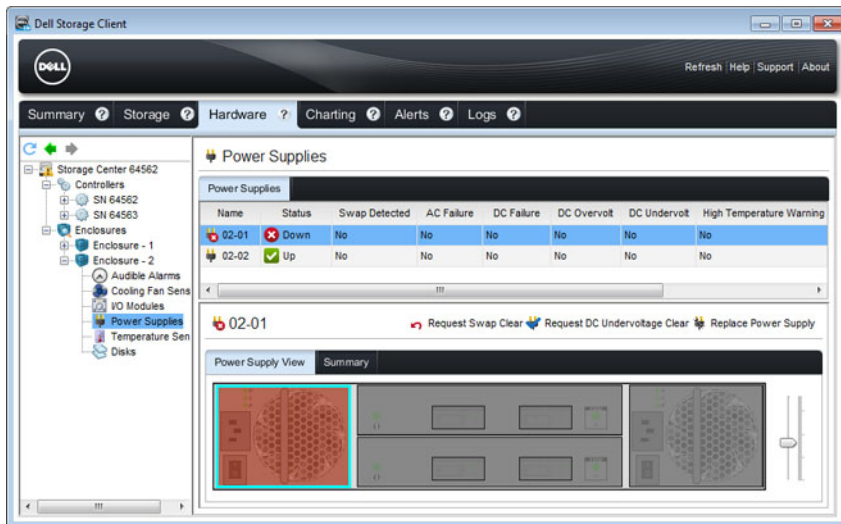 Dell Storage Client
DELL
Refresh Help Support About
Summary ? Storage ? Hardware ? Charting ? Alerts ? Logs ?
Storage Center 64562
Controllers
SN 64562
SN 64563
Enclosures
Enclosure - 1
Enclosure - 2
Audible Alarms
Cooling Fan Sens
I/O Modules
Power Supplies
Temperature Sen
Disks
Power Supplies
Power Supplies
Name Status Swap Detected AC Failure DC Failure DC Overvolt DC Undervolt High Temperature Warning
02-01 Down No No No No No No
02-02 Up No No No No No No
02-01 Request Swap Clear Request DC Undervoltage Clear Replace Power Supply
Power Supply View Summary